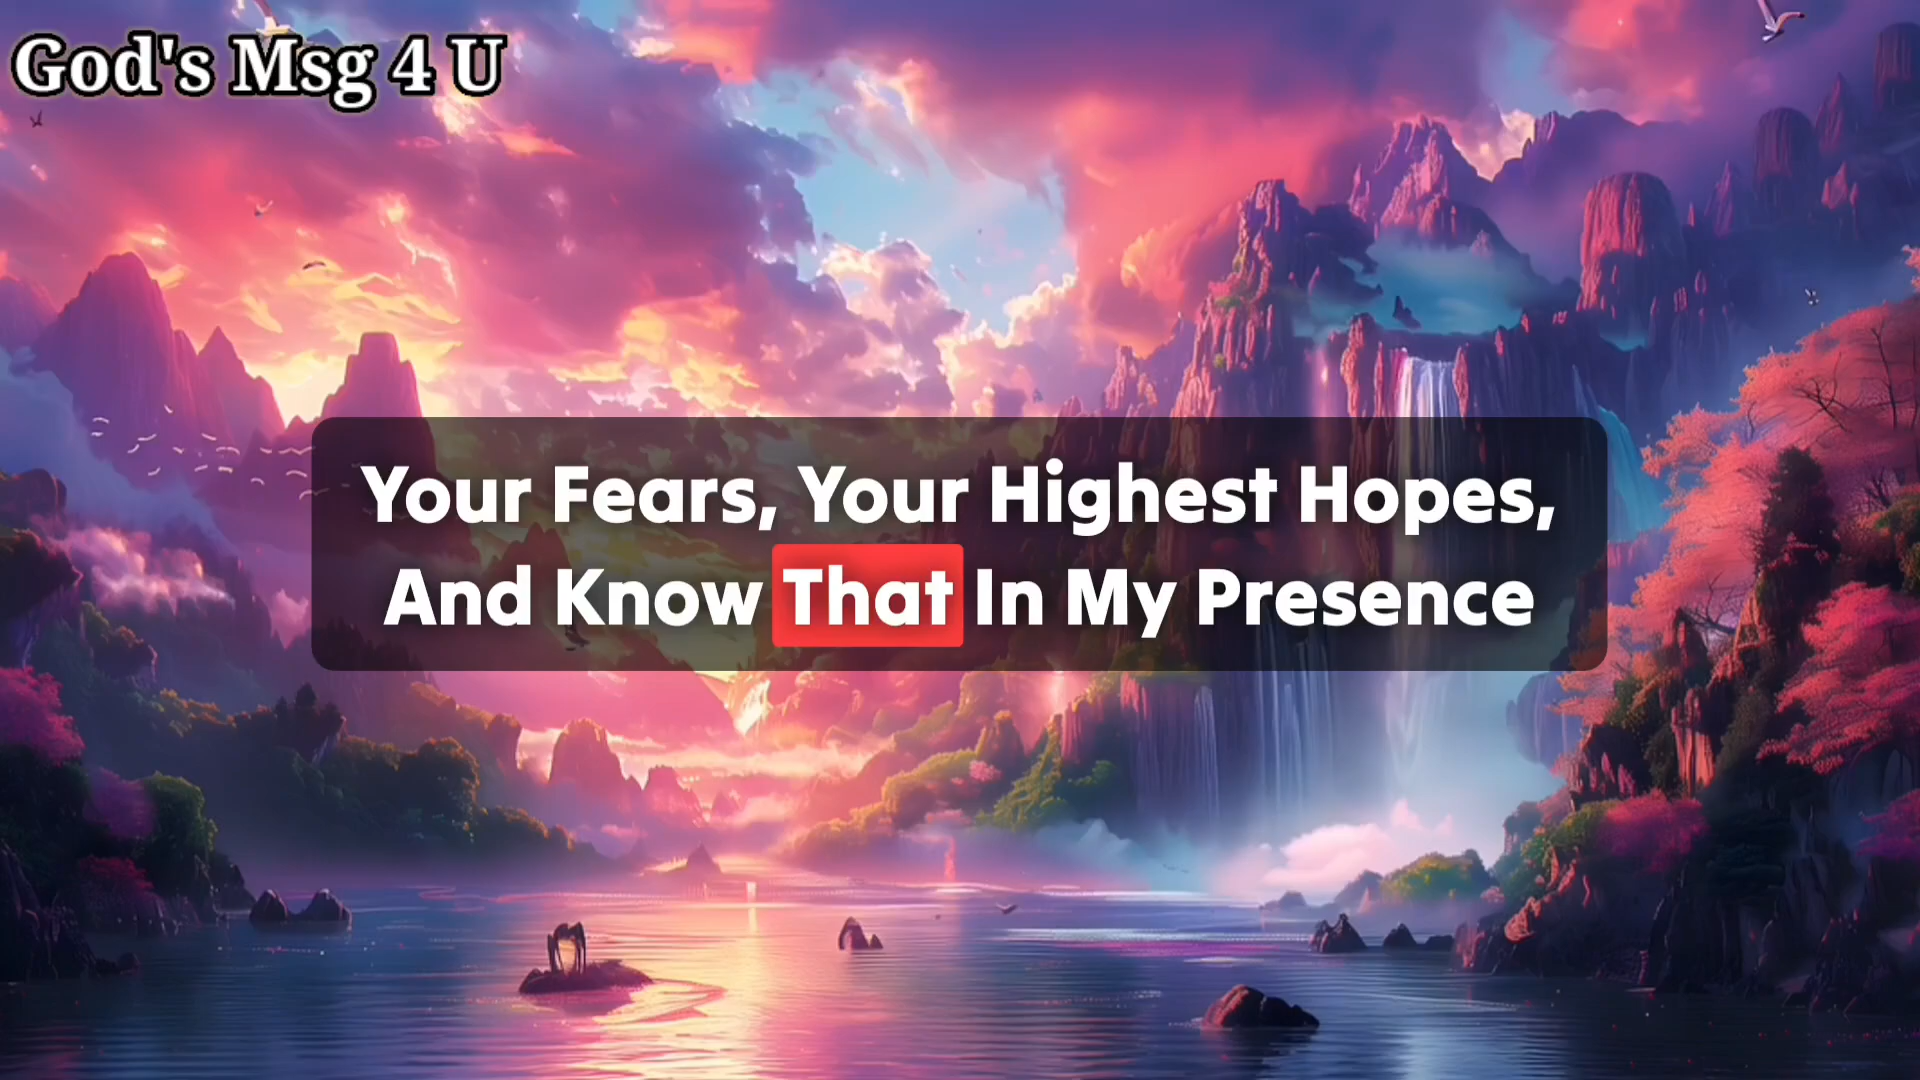 God's Msg 4 U
Your Fears, Your Highest Hopes,
And Know That In My Presence